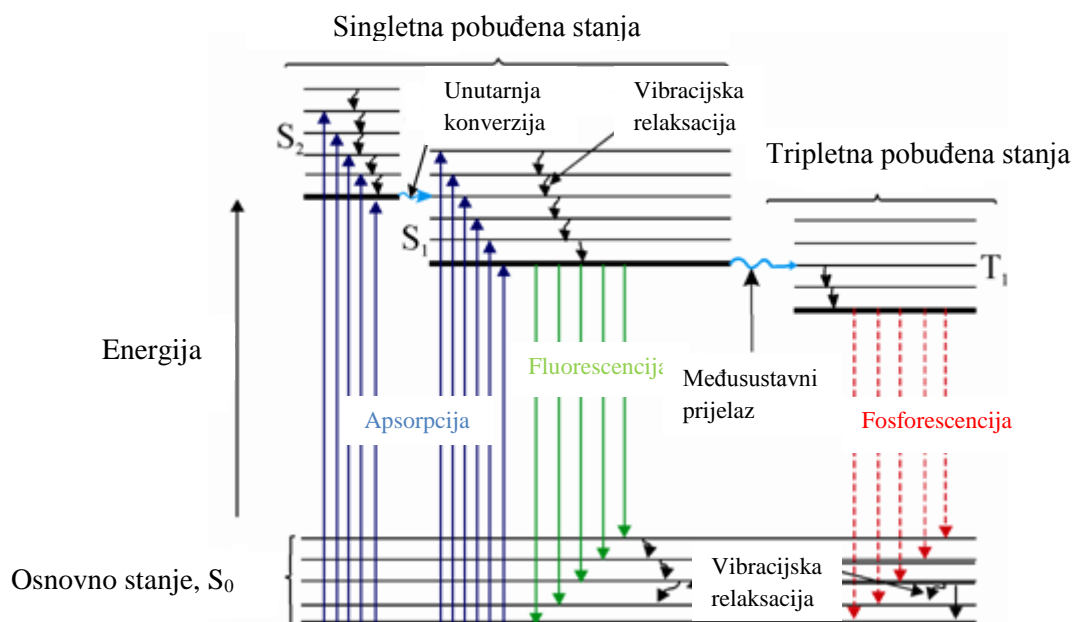 Singletna pobuđena stanja
Unutarnja
konverzija
Vibracijska
relaksacija
S2
Tripletna pobuđena stanja
S1
T1
Energija
Fluorescencija
Međusustavni
prijelaz
Apsorpcija
Fosforescencija
Osnovno stanje, S0
Vibracijska
relaksacija